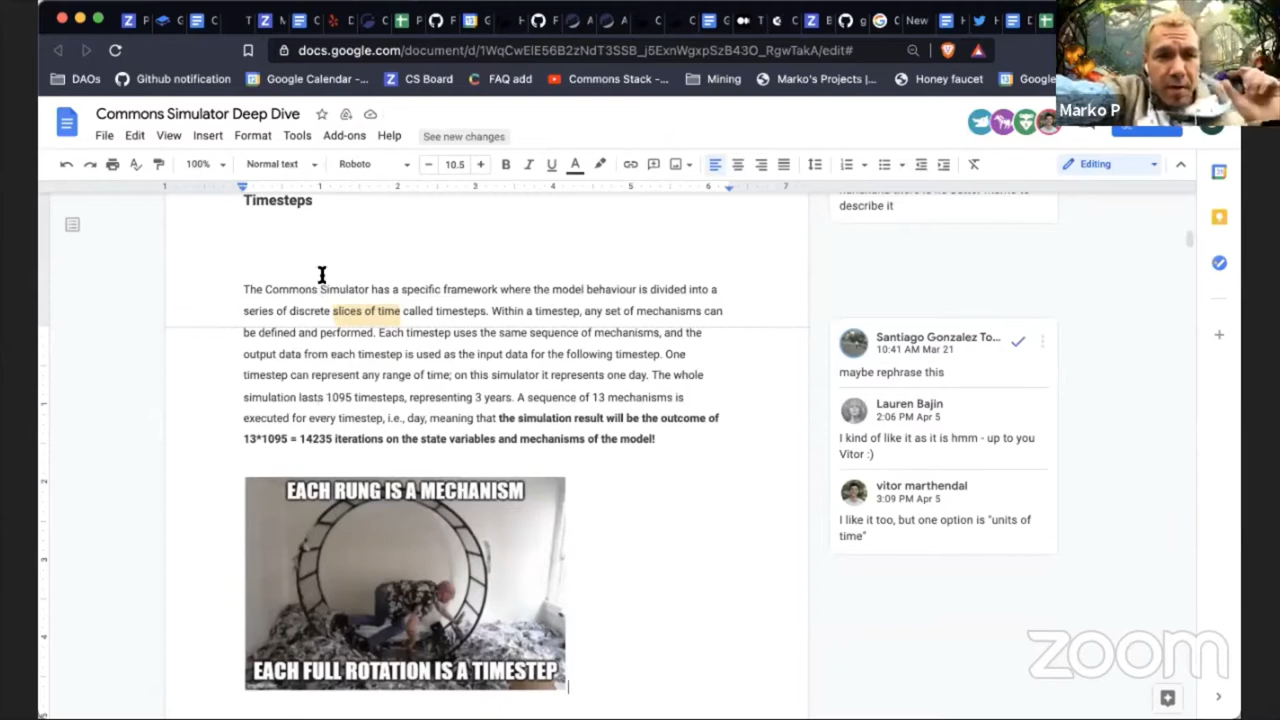 docs.google.com/document/d/1WqCwElE56B2zNdT3SSB_j5ExnWgxpSzB43O_RgwTakA/edit#
DAOs
Github notification
Google Calendar -...
CS Board
FAQ add
Commons Stack -...
Mining
Marko's Projects |...
Honey faucet
Google
Marko P
Commons Simulator Deep Dive
File Edit View Insert Format Tools Add-ons Help See new changes
100% Normal text Roboto 10.5 Editing
1 1 2 3 4 5 6 7
Timesteps
describe it
The Commons Simulator has a specific framework where the model behaviour is divided into a
series of discrete slices of time called timesteps. Within a timestep, any set of mechanisms can
be defined and performed. Each timestep uses the same sequence of mechanisms, and the
output data from each timestep is used as the input data for the following timestep. One
timestep can represent any range of time; on this simulator it represents one day. The whole
simulation lasts 1095 timesteps, representing 3 years. A sequence of 13 mechanisms is
executed for every timestep, i.e., day, meaning that the simulation result will be the outcome of
13*1095 = 14235 iterations on the state variables and mechanisms of the model!
Santiago Gonzalez To...
10:41 AM Mar 21
maybe rephrase this
Lauren Bajin
2:06 PM Apr 5
I kind of like it as it is hmm - up to you
Vitor :)
vitor marthendal
3:09 PM Apr 5
I like it too, but one option is "units of
time"
EACH RUNG IS A MECHANISM
EACH FULL ROTATION IS A TIMESTEP
zoom